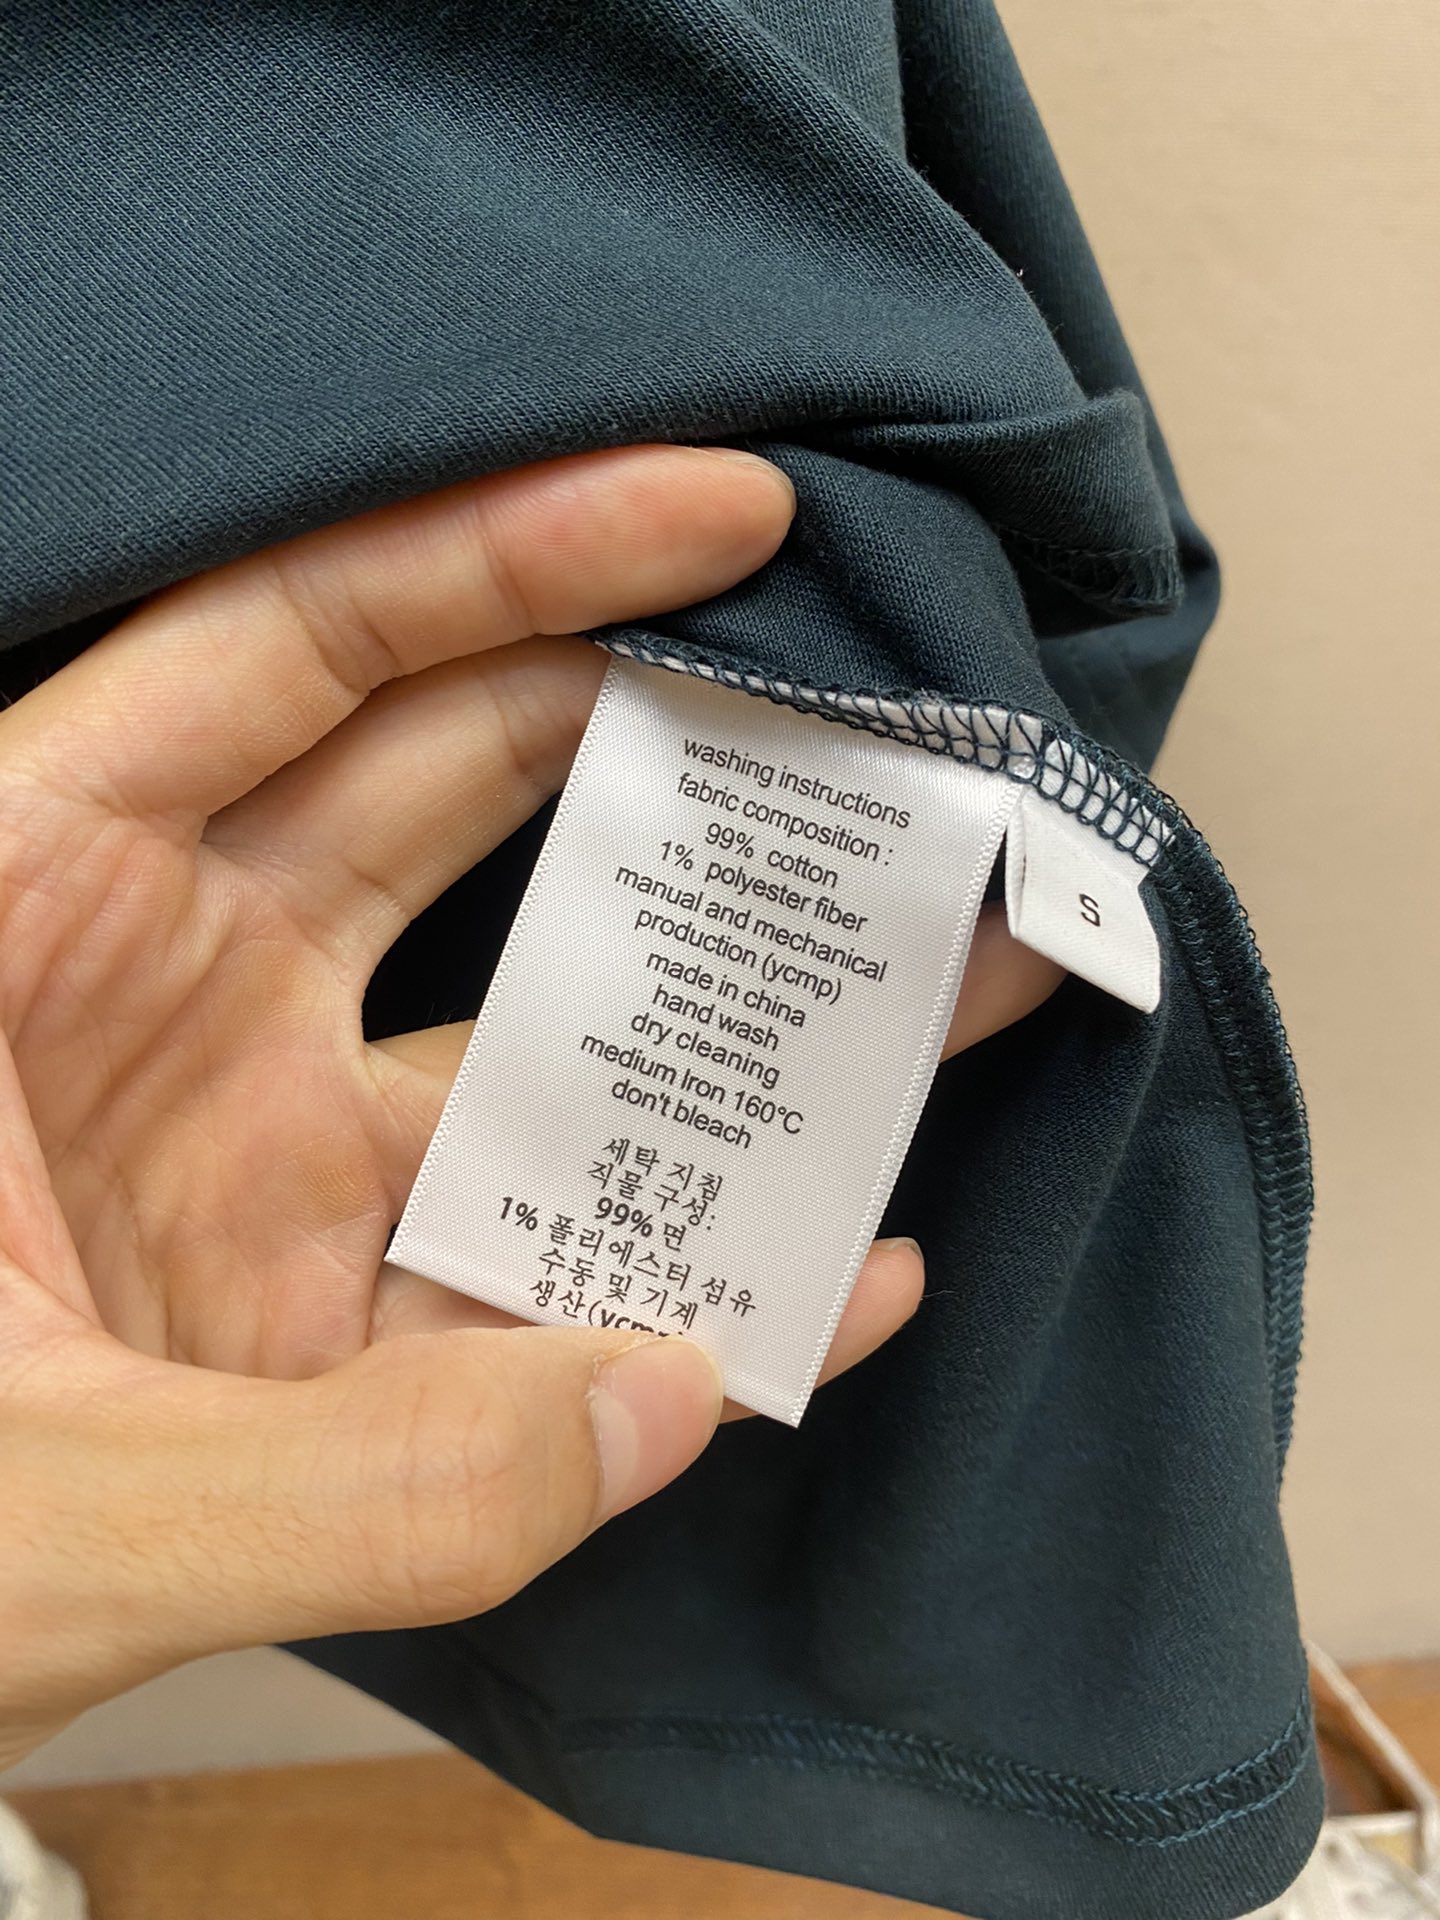 washing instructions
fabric composition :
99% cotton
1% polyester fiber
manual and mechanical
production (ycmp)
made in china
hand wash
dry cleaning
medium Iron 160°C
don't bleach
세탁 지침
직물 구성:
99% 면
1% 폴리에스터 섬유
수동 및 기계
생산
S